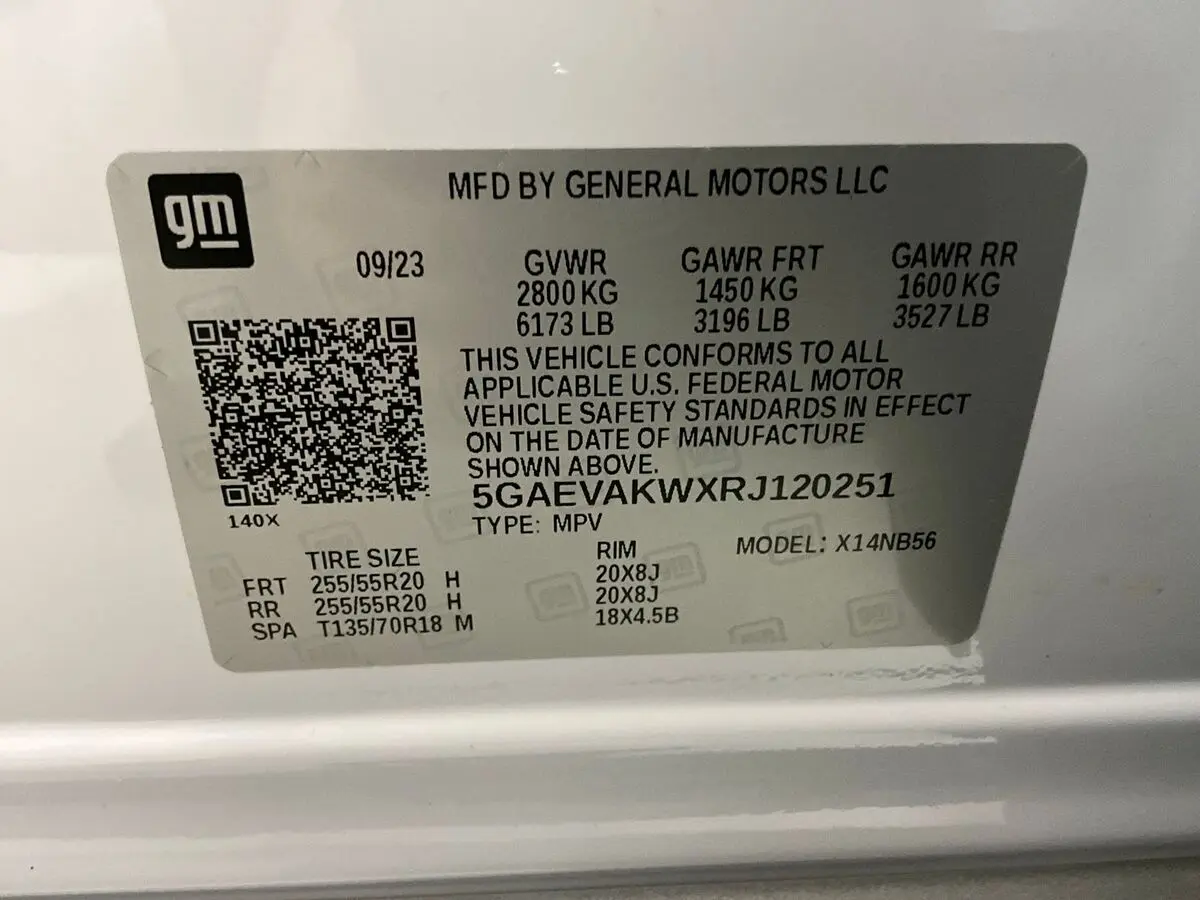 gm
MFD BY GENERAL MOTORS LLC
09/23 GVWR GAWR FRT GAWR RR
2800 KG 1450 KG 1600 KG
6173 LB 3196 LB 3527 LB
THIS VEHICLE CONFORMS TO ALL
APPLICABLE U.S. FEDERAL MOTOR
VEHICLE SAFETY STANDARDS IN EFFECT
ON THE DATE OF MANUFACTURE
SHOWN ABOVE.
5GAEVAKWXRJ120251
140X
TYPE: MPV
MODEL: X14NB56
TIRE SIZE RIM
FRT 255/55R20 H 20X8J
RR 255/55R20 H 20X8J
SPA T135/70R18 M 18X4.5B